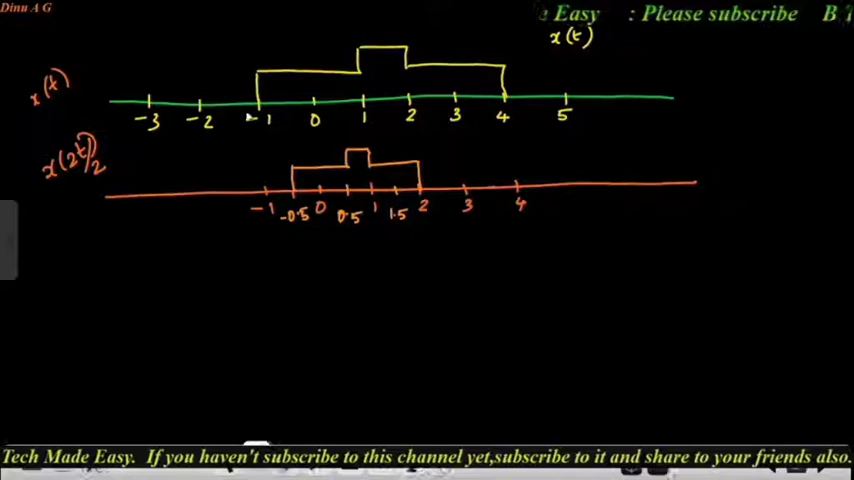 Dinu A G
Easy : Please subscribe B
x(t)
x(t)
-3 -2 -1 0 1 2 3 4 5
x(2t)/2
-1 -0.5 0 0.5 1 1.5 2 3 4
Tech Made Easy. If you haven't subscribe to this channel yet,subscribe to it and share to your friends also.